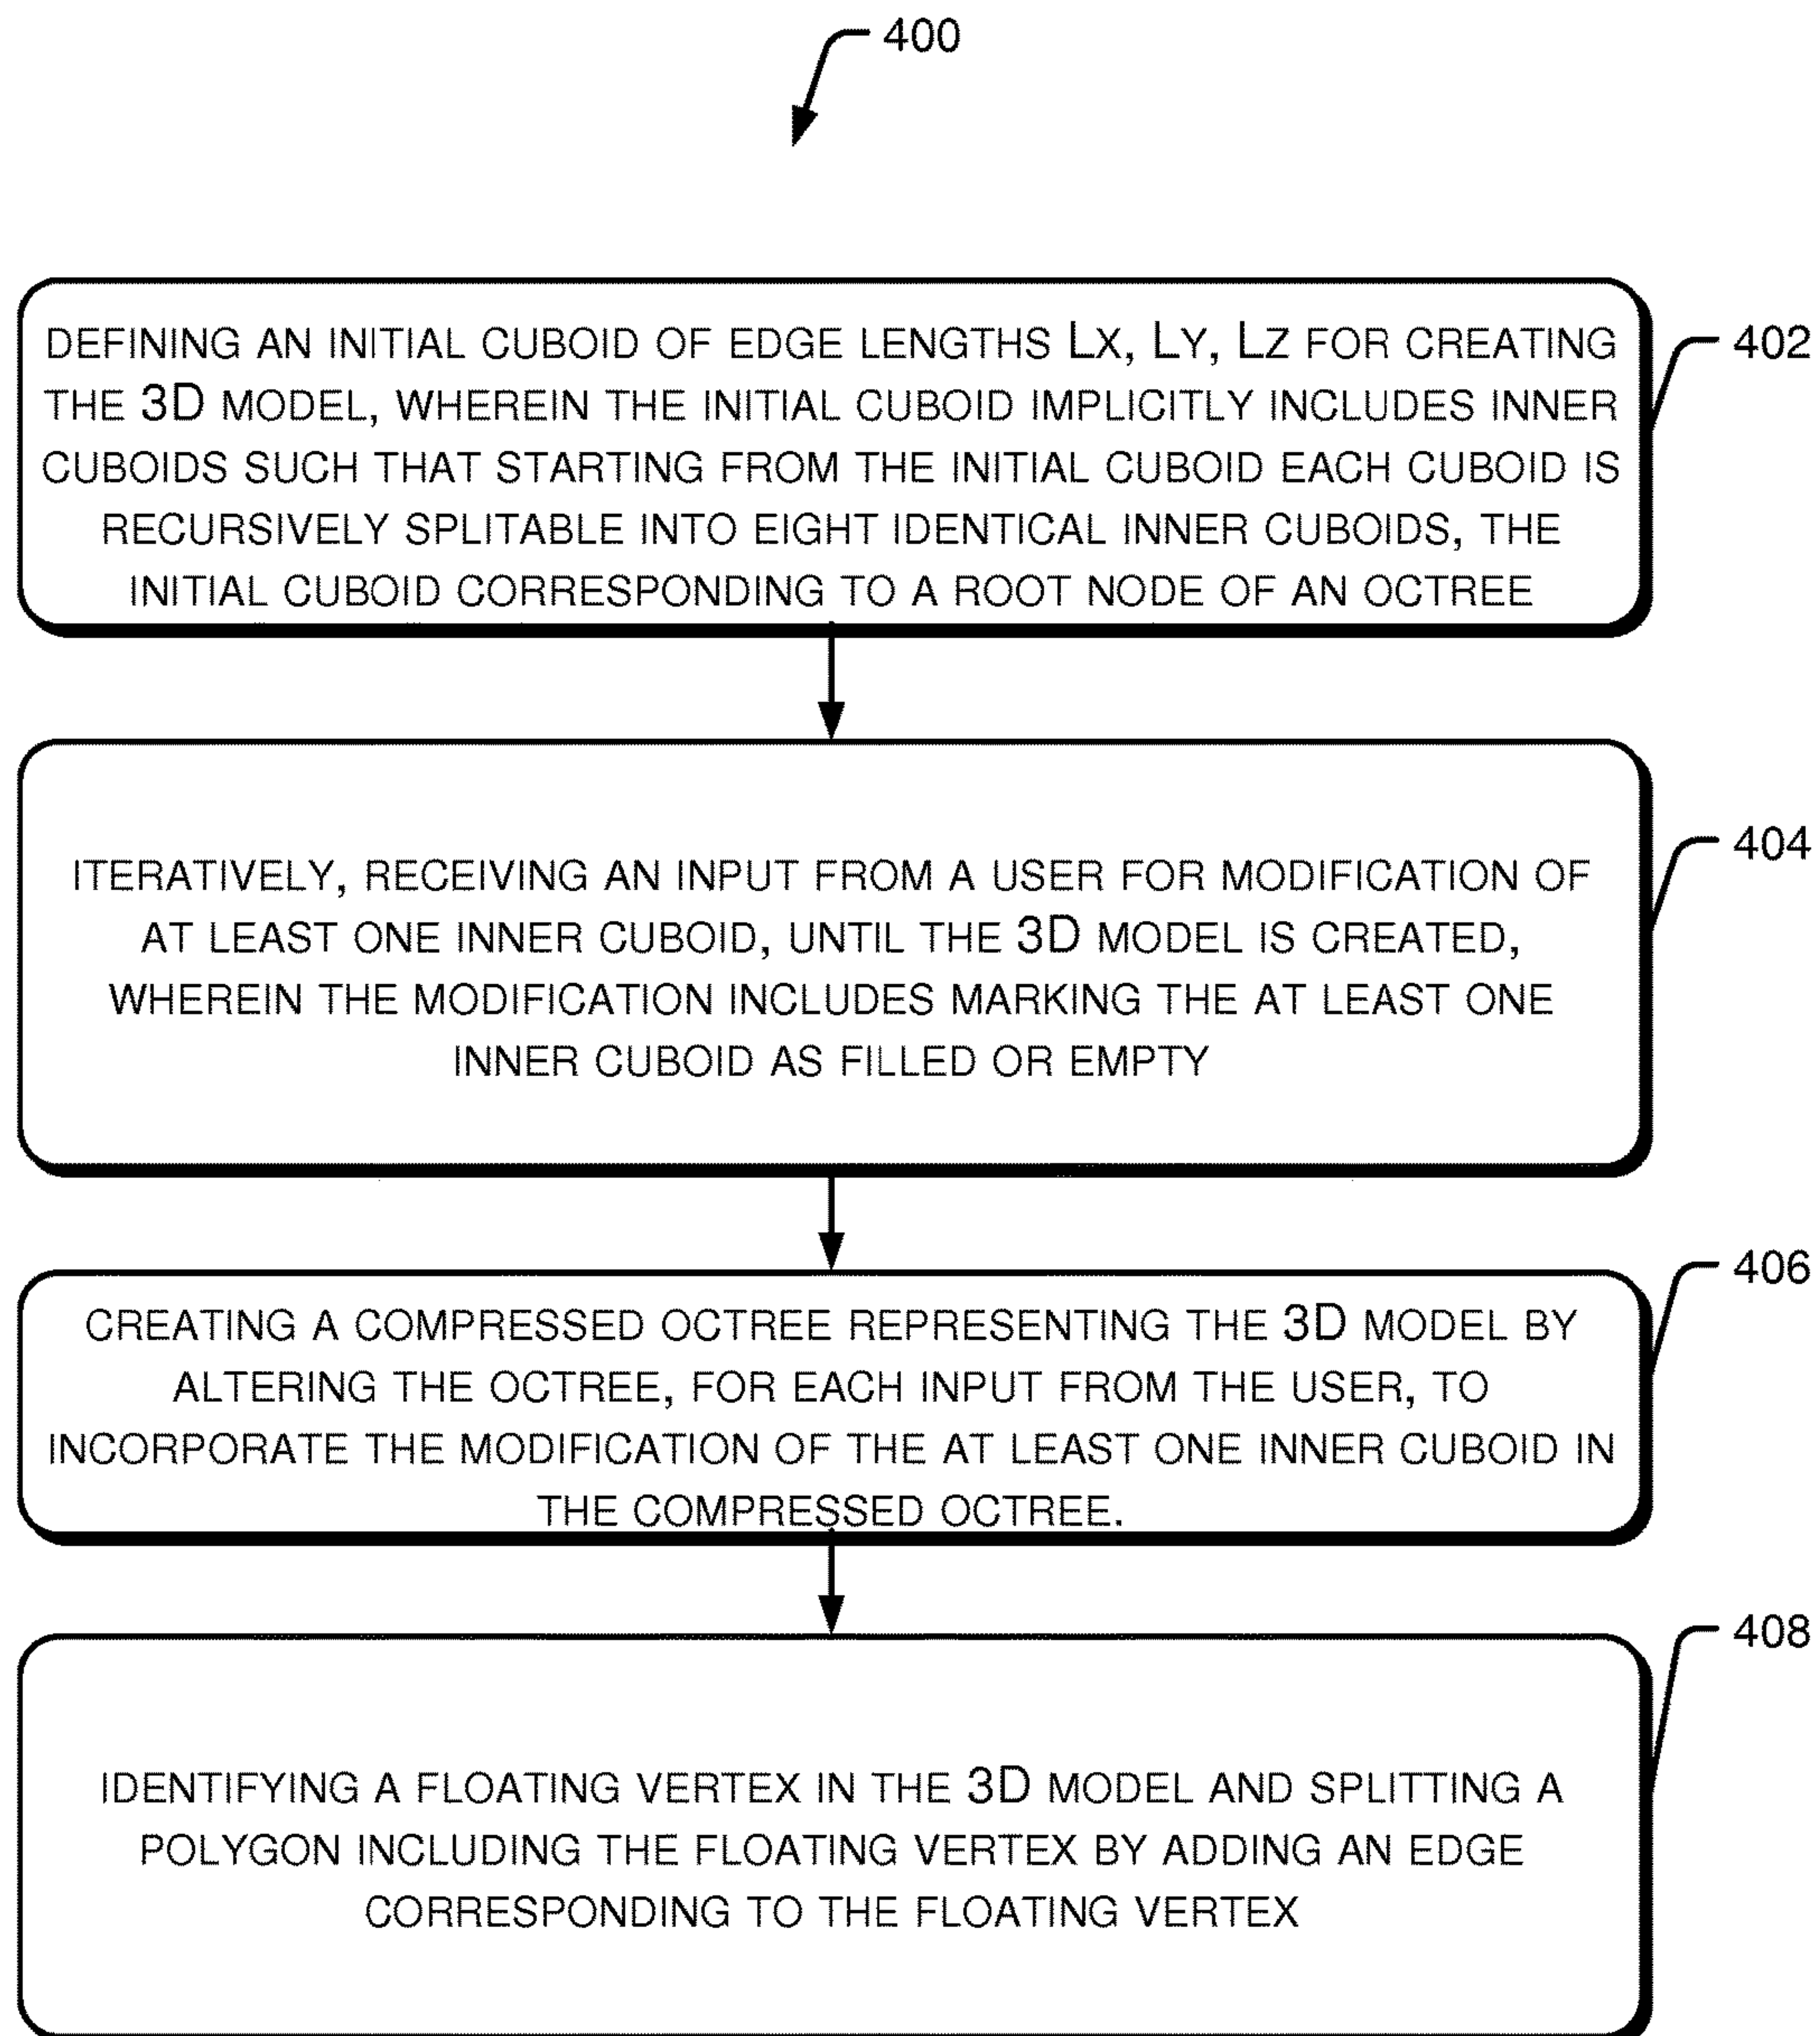 400
DEFINING AN INITIAL CUBOID OF EDGE LENGTHS LX, LY, LZ FOR CREATING
THE 3D MODEL, WHEREIN THE INITIAL CUBOID IMPLICITLY INCLUDES INNER
CUBOIDS SUCH THAT STARTING FROM THE INITIAL CUBOID EACH CUBOID IS
RECURSIVELY SPLITABLE INTO EIGHT IDENTICAL INNER CUBOIDS, THE
INITIAL CUBOID CORRESPONDING TO A ROOT NODE OF AN OCTREE
402
ITERATIVELY, RECEIVING AN INPUT FROM A USER FOR MODIFICATION OF
AT LEAST ONE INNER CUBOID, UNTIL THE 3D MODEL IS CREATED,
WHEREIN THE MODIFICATION INCLUDES MARKING THE AT LEAST ONE
INNER CUBOID AS FILLED OR EMPTY
404
CREATING A COMPRESSED OCTREE REPRESENTING THE 3D MODEL BY
ALTERING THE OCTREE, FOR EACH INPUT FROM THE USER, TO
INCORPORATE THE MODIFICATION OF THE AT LEAST ONE INNER CUBOID IN
THE COMPRESSED OCTREE.
406
IDENTIFYING A FLOATING VERTEX IN THE 3D MODEL AND SPLITTING A
POLYGON INCLUDING THE FLOATING VERTEX BY ADDING AN EDGE
CORRESPONDING TO THE FLOATING VERTEX
408